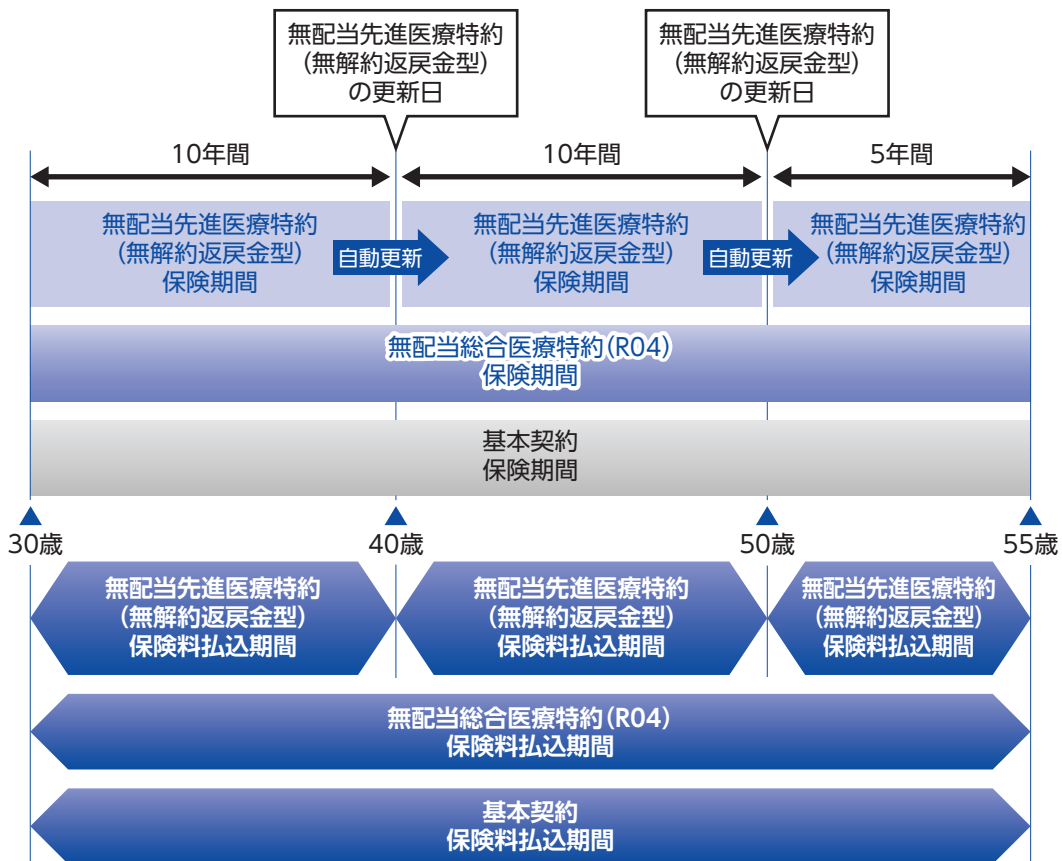 無配当先進医療特約
(無解約返戻金型)
の更新日
無配当先進医療特約
(無解約返戻金型)
の更新日
10年間
10年間
5年間
無配当先進医療特約
(無解約返戻金型)
保険期間
自動更新
無配当先進医療特約
(無解約返戻金型)
保険期間
自動更新
無配当先進医療特約
(無解約返戻金型)
保険期間
無配当総合医療特約(R04)
保険期間
基本契約
保険期間
30歳
40歳
50歳
55歳
無配当先進医療特約
(無解約返戻金型)
保険料払込期間
無配当先進医療特約
(無解約返戻金型)
保険料払込期間
無配当先進医療特約
(無解約返戻金型)
保険料払込期間
無配当総合医療特約(R04)
保険料払込期間
基本契約
保険料払込期間